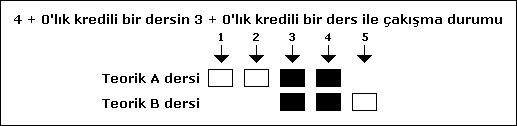 4 + 0'lık kredili bir dersin 3 + 0'lık kredili bir ders ile çakışma durumu
1 2 3 4 5
Teorik A dersi
Teorik B dersi